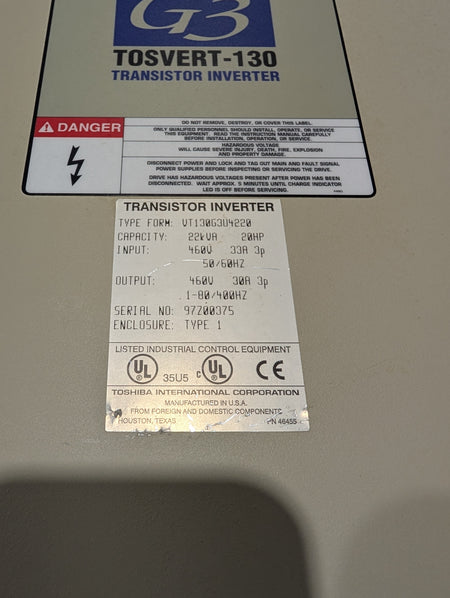 G3
TOSVERT-130
TRANSISTOR INVERTER
DANGER
DO NOT REMOVE, DESTROY, OR COVER THIS LABEL.
ONLY QUALIFIED PERSONNEL SHOULD INSTALL, OPERATE, OR SERVICE
THIS EQUIPMENT. READ THE INSTRUCTION MANUAL CAREFULLY
BEFORE INSTALLATION, OPERATION, OR SERVICE.
HAZARDOUS VOLTAGE
WILL CAUSE SEVERE INJURY, DEATH, FIRE, EXPLOSION
AND PROPERTY DAMAGE.
DISCONNECT POWER AND LOCK AND TAG OUT MAIN AND FAULT SIGNAL
POWER SUPPLIES BEFORE INSPECTING OR SERVICING THE DRIVE.
DRIVE HAS HAZARDOUS VOLTAGES PRESENT AFTER POWER HAS BEEN
DISCONNECTED. WAIT APPROX. 5 MINUTES UNTIL CHARGE INDICATOR
LED IS OFF BEFORE SERVICING.
TRANSISTOR INVERTER
TYPE FORM: VT130G3U4220
CAPACITY: 22kVA 20HP
INPUT: 460V 33A 3p
50/60HZ
OUTPUT: 460V 30A 3p
1-80/400HZ
SERIAL NO: 97Z00375
ENCLOSURE: TYPE 1
LISTED INDUSTRIAL CONTROL EQUIPMENT
UL 35U5 C UL CE
TOSHIBA INTERNATIONAL CORPORATION
MANUFACTURED IN U.S.A.
FROM FOREIGN AND DOMESTIC COMPONENTS
HOUSTON, TEXAS P/N 46455